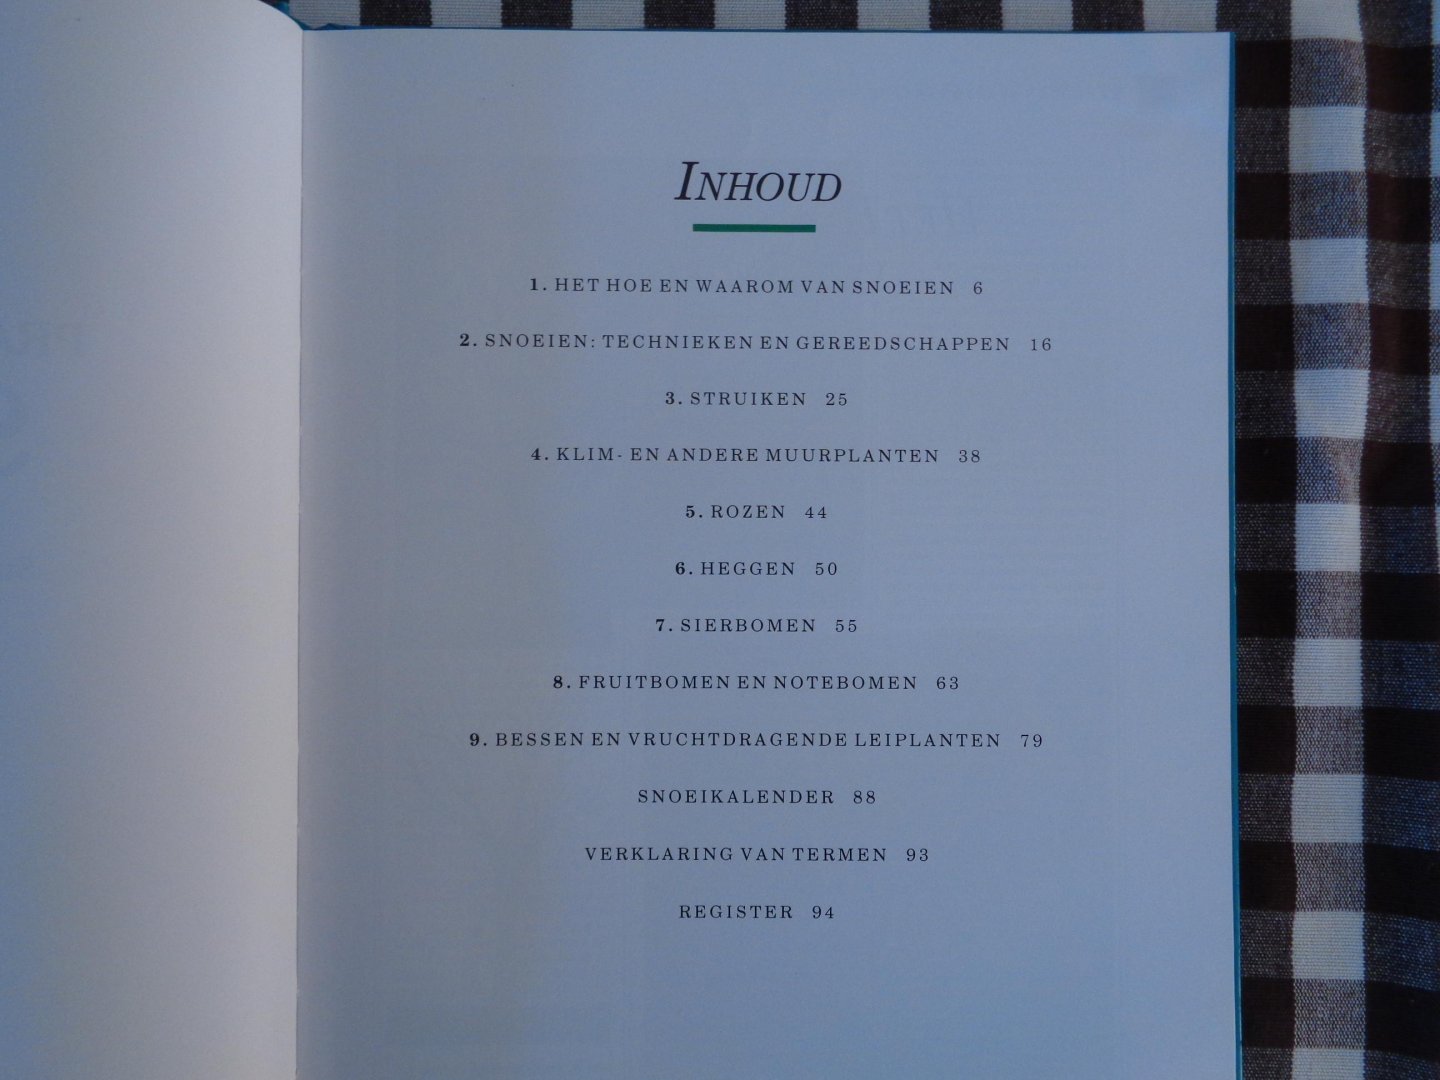 INHOUD
1. HET HOE EN WAAROM VAN SNOEIEN 6
2. SNOEIEN: TECHNIEKEN EN GEREEDSCHAPPEN 16
3. STRUIKEN 25
4. KLIM- EN ANDERE MUURPLANTEN 38
5. ROZEN 44
6. HEGGEN 50
7. SIERBOMEN 55
8. FRUITBOMEN EN NOTEBOMEN 63
9. BESSEN EN VRUCHTDRAGENDE LEIPLANTEN 79
SNOEIKALENDER 88
VERKLARING VAN TERMEN 93
REGISTER 94